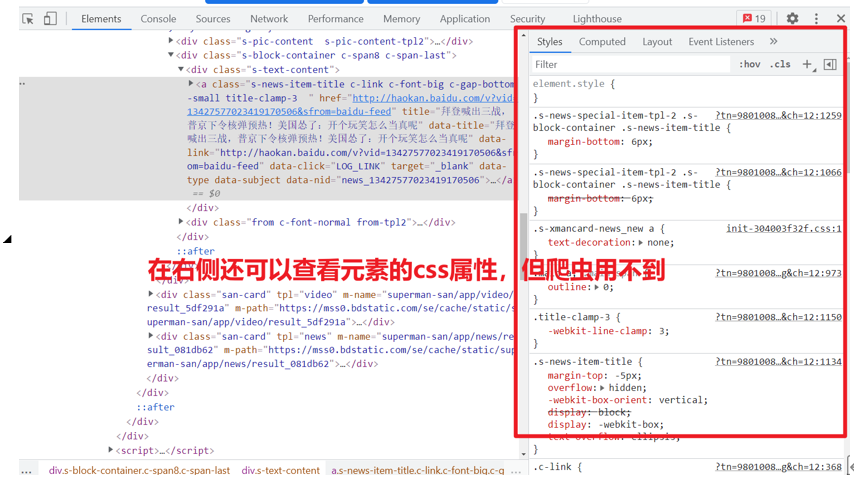 Elements Console Sources Network Performance Memory Application Security Lighthouse 19
<div class="s-pic-content  s-pic-content-tpl2">…</div>
<div class="s-block-container c-span8 c-span-last">
<div class="s-text-content">
<a class="s-news-item-title c-link c-font-big c-gap-bottom
-small title-clamp-3  " href="http://haokan.baidu.com/v?vid=
13427577023419170506&sfrom=baidu-feed" title="拜登喊出三战，
普京下令核弹预热！美国怂了：开个玩笑怎么当真呢" data-title="拜登
喊出三战，普京下令核弹预热！美国怂了：开个玩笑怎么当真呢" data-
link="http://haokan.baidu.com/v?vid=13427577023419170506&sfr
om=baidu-feed" data-click="LOG_LINK" target="_blank" data-
type data-subject data-nid="news_13427577023419170506">…</a
== $0
</div>
<div class="from c-font-normal from-tpl2">…</div>
</div>
::after
</div>
在右侧还可以查看元素的css属性，但爬虫用不到
<div class="san-card" tpl="video" m-name="superman-san/app/video/
result_5df291a" m-path="https://mss0.bdstatic.com/se/cache/static/s
uperman-san/app/video/result_5df291a">…</div>
<div class="san-card" tpl="news" m-name="superman-san/app/news/re
sult_081db62" m-path="https://mss0.bdstatic.com/se/cache/static/sup
erman-san/app/news/result_081db62">…</div>
</div>
</div>
::after
</div>
</div>
<script>…</script>
… div.s-block-container.c-span8.c-span-last div.s-text-content a.s-news-item-title.c-link.c-font-big.c-g …
Styles Computed Layout Event Listeners »
Filter :hov .cls +
element.style {
}
.s-news-special-item-tpl-2 .s- ?tn=9801008…&ch=12:1259
block-container .s-news-item-title {
margin-bottom: 6px;
}
.s-news-special-item-tpl-2 .s- ?tn=9801008…&ch=12:1066
block-container .s-news-item-title {
margin-bottom: 6px;
}
.s-xmancard-news_new a { init-304003f32f.css:1
text-decoration: none;
}
?tn=9801008…g&ch=12:973
outline: 0;
}
.title-clamp-3 { ?tn=9801008…&ch=12:1150
-webkit-line-clamp: 3;
}
.s-news-item-title { ?tn=9801008…&ch=12:1134
margin-top: -5px;
overflow: hidden;
-webkit-box-orient: vertical;
display: block;
display: -webkit-box;
text-overflow: ellipsis;
}
.c-link { ?tn=9801008…g&ch=12:368